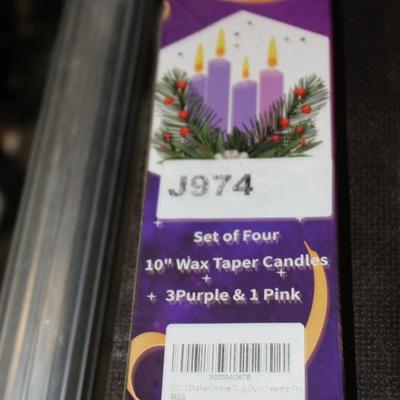 J974
Set of Four
10" Wax Taper Candles
3Purple & 1 Pink